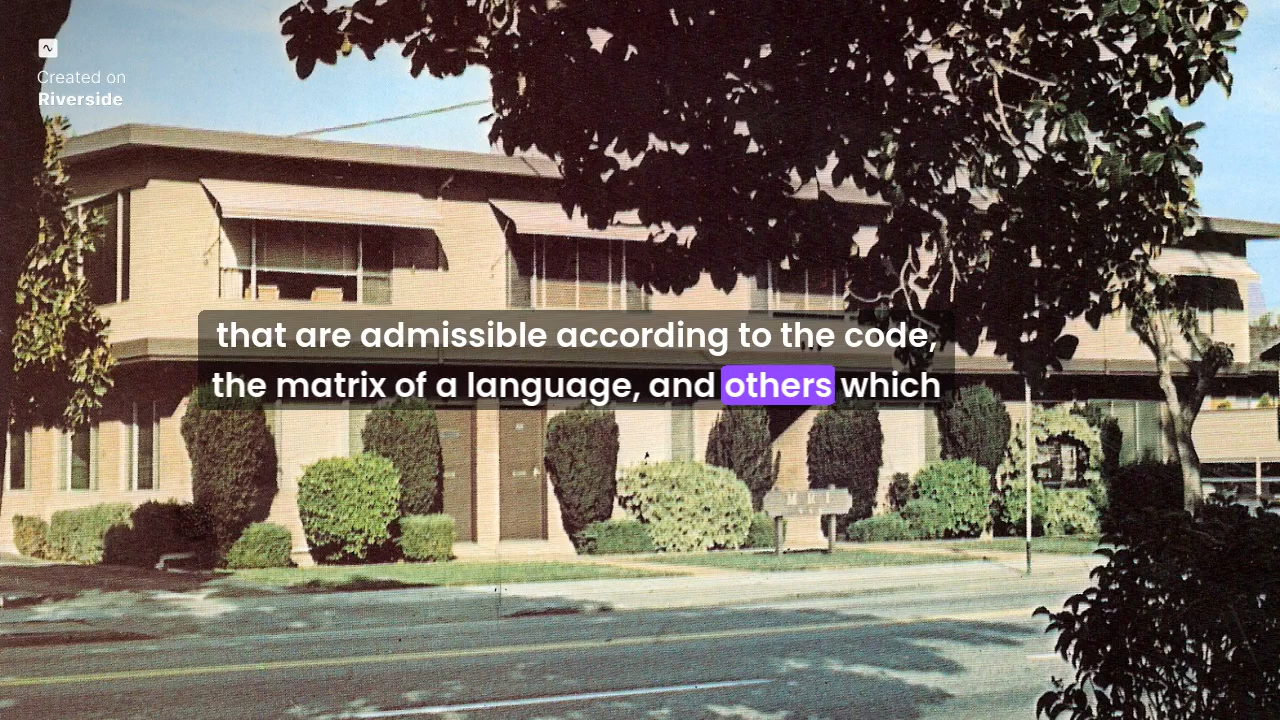 Created on
Riverside
that are admissible according to the code,
the matrix of a language, and others which